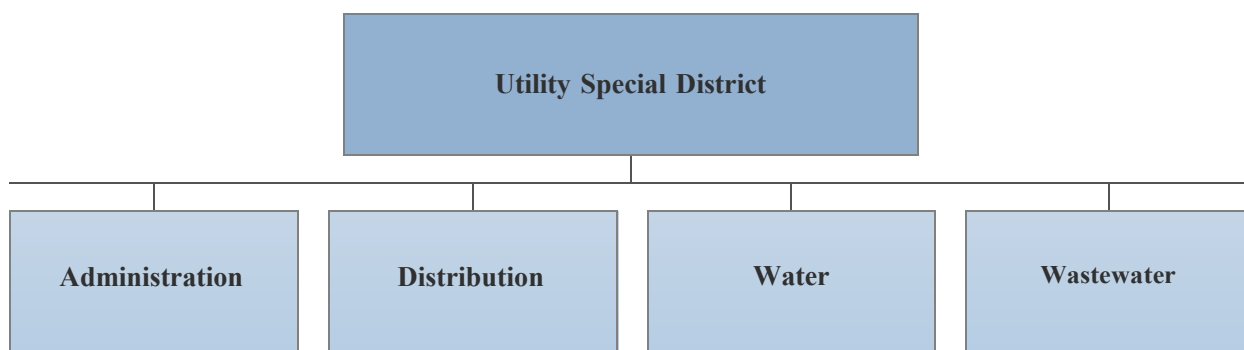 Utility Special District
Administration
Distribution
Water
Wastewater